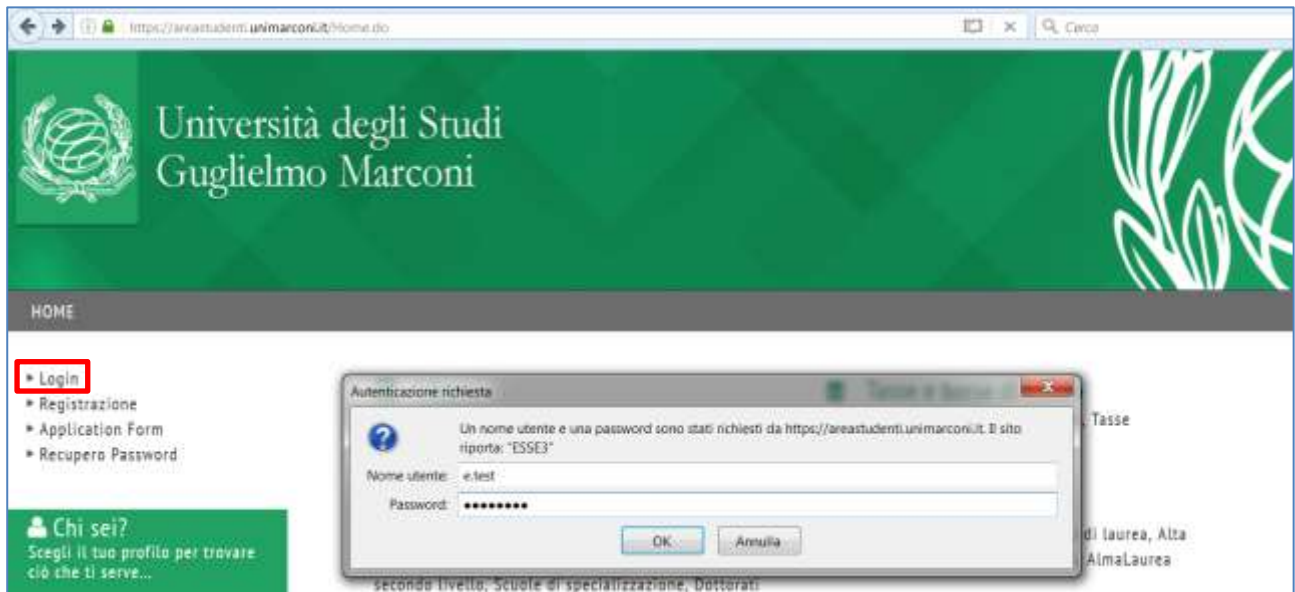 https://areastudenti.unimarconi.it/Home.do
Cerca
Università degli Studi
Guglielmo Marconi
HOME
Login
Registrazione
Application Form
Recupero Password
Chi sei?
Scegli il tuo profilo per trovare
ciò che ti serve...
Autenticazione richiesta
Un nome utente e una password sono stati richiesti da https://areastudenti.unimarconi.it. Il sito
riporta: "ESSE3"
Nome utente: e.test
Password: ●●●●●●●●
OK Annulla
, Tasse
di laurea, Alta
AlmaLaurea
secondo livello, Scuole di specializzazione, Dottorati